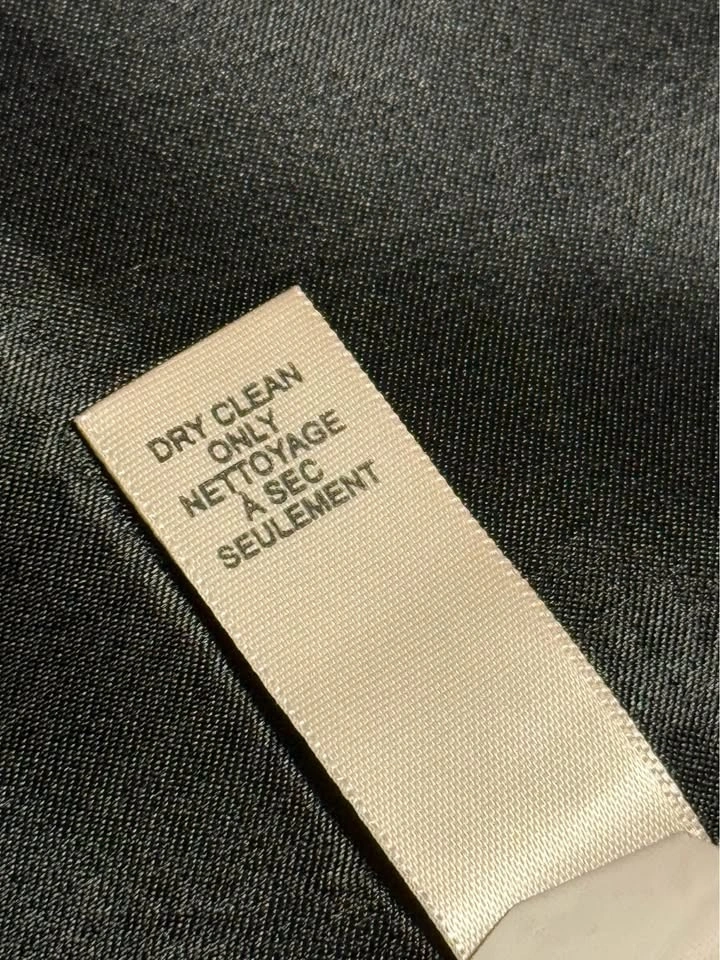 DRY CLEAN
ONLY
NETTOYAGE
À SEC
SEULEMENT